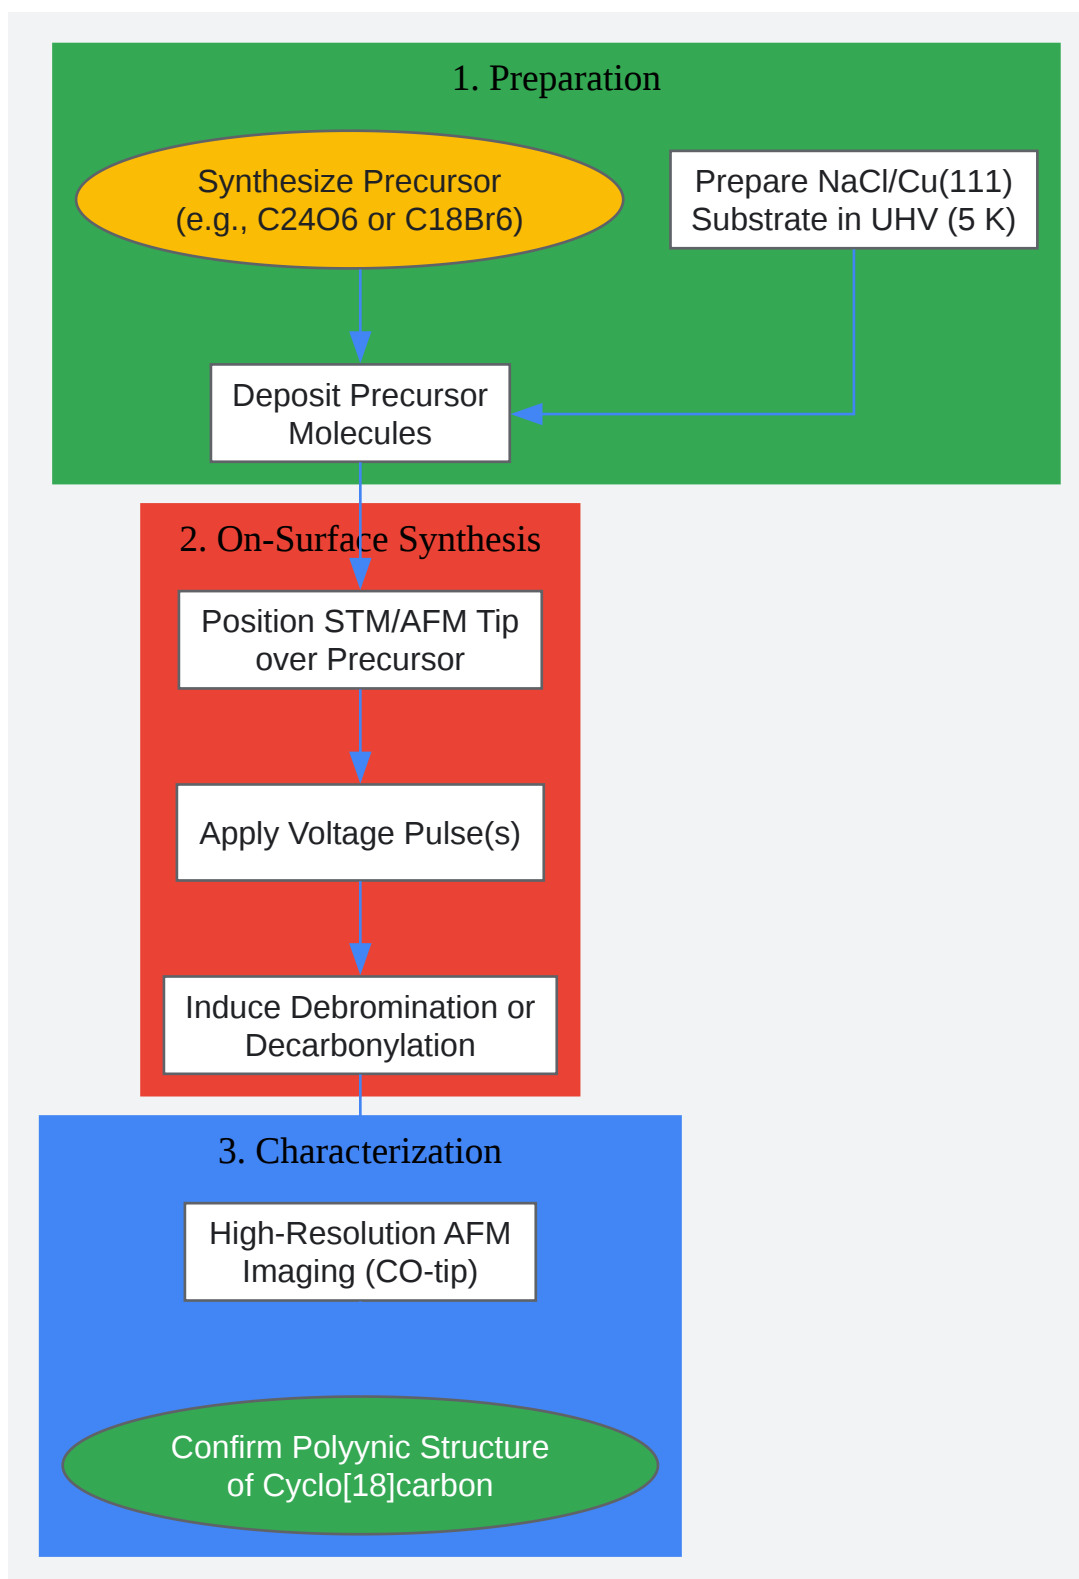 1. Preparation
Synthesize Precursor
(e.g., C24O6 or C18Br6)
Prepare NaCl/Cu(111)
Substrate in UHV (5 K)
Deposit Precursor
Molecules
2. On-Surface Synthesis
Position STM/AFM Tip
over Precursor
Apply Voltage Pulse(s)
Induce Debromination or
Decarbonylation
3. Characterization
High-Resolution AFM
Imaging (CO-tip)
Confirm Polyynic Structure
of Cyclo[18]carbon